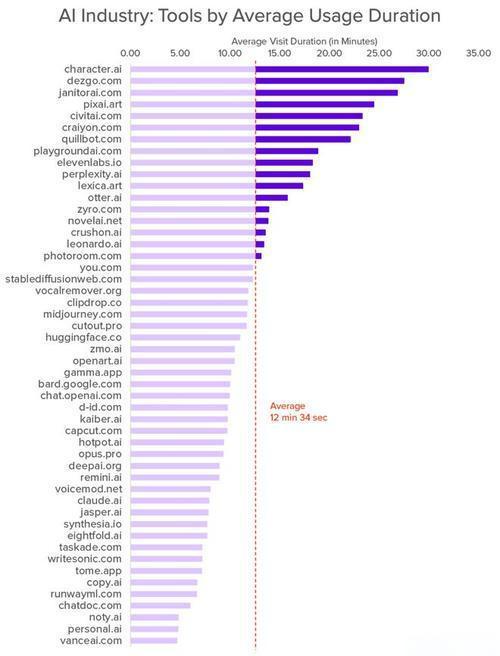 AI Industry: Tools by Average Usage Duration
Average Visit Duration (in Minutes)
0.00 5.00 10.00 15.00 20.00 25.00 30.00 35.00
character.ai
dezgo.com
janitorai.com
pixai.art
civitai.com
craiyon.com
quillbot.com
playgroundai.com
elevenlabs.io
perplexity.ai
lexica.art
otter.ai
zyro.com
novelai.net
crushon.ai
leonardo.ai
photoroom.com
you.com
stablediffusionweb.com
vocalremover.org
clipdrop.co
midjourney.com
cutout.pro
huggingface.co
zmo.ai
openart.ai
gamma.app
bard.google.com
chat.openai.com
d-id.com
kaiber.ai
capcut.com
hotpot.ai
opus.pro
deepai.org
remini.ai
voicemod.net
claude.ai
jasper.ai
synthesia.io
eightfold.ai
taskade.com
writesonic.com
tome.app
copy.ai
runwayml.com
chatdoc.com
noty.ai
personal.ai
vanceai.com
Average
12 min 34 sec